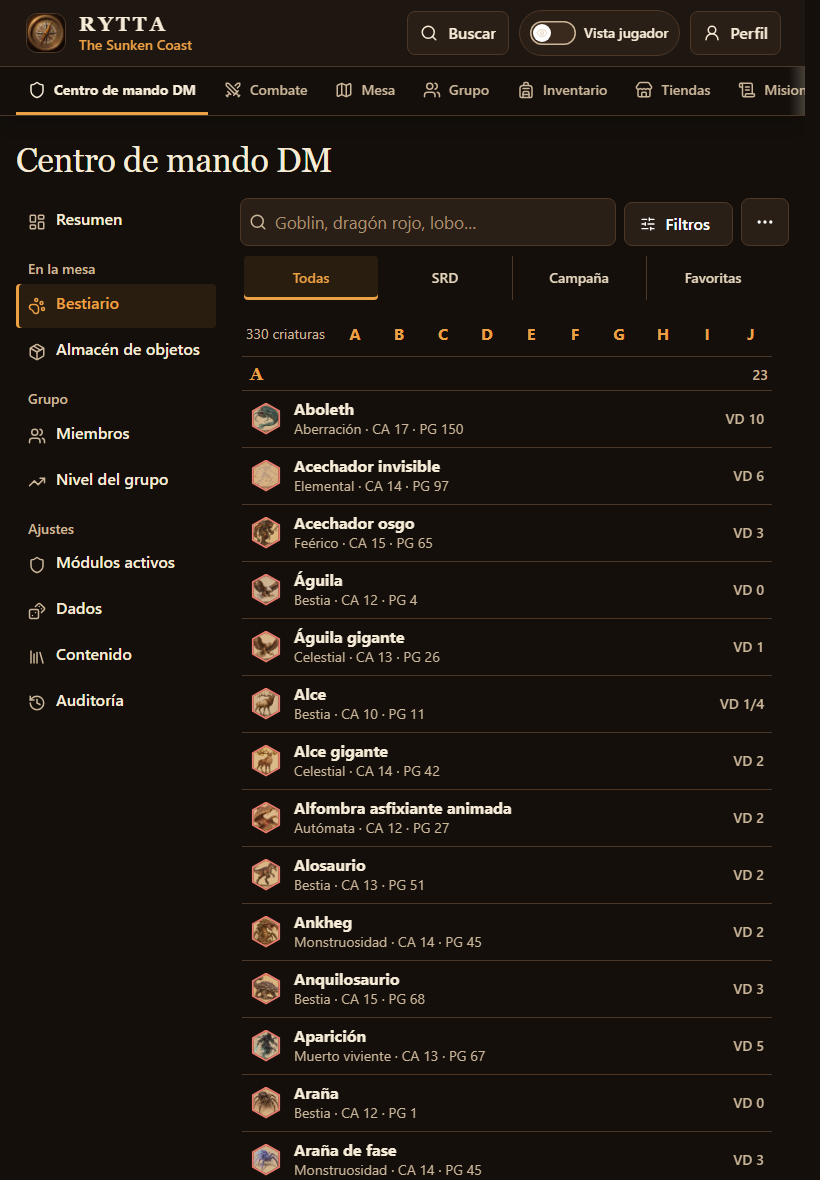 RYTTA
The Sunken Coast
Buscar
Vista jugador
Perfil
Centro de mando DM
Combate
Mesa
Grupo
Inventario
Tiendas
Mision
Centro de mando DM
Resumen
En la mesa
Bestiario
Almacén de objetos
Grupo
Miembros
Nivel del grupo
Ajustes
Módulos activos
Dados
Contenido
Auditoría
Goblin, dragón rojo, lobo...
Filtros
Todas
SRD
Campaña
Favoritas
330 criaturas A B C D E F G H I J
A 23
Aboleth
Aberración · CA 17 · PG 150
VD 10
Acechador invisible
Elemental · CA 14 · PG 97
VD 6
Acechador osgo
Feérico · CA 15 · PG 65
VD 3
Águila
Bestia · CA 12 · PG 4
VD 0
Águila gigante
Celestial · CA 13 · PG 26
VD 1
Alce
Bestia · CA 10 · PG 11
VD 1/4
Alce gigante
Celestial · CA 14 · PG 42
VD 2
Alfombra asfixiante animada
Autómata · CA 12 · PG 27
VD 2
Alosaurio
Bestia · CA 13 · PG 51
VD 2
Ankheg
Monstruosidad · CA 14 · PG 45
VD 2
Anquilosaurio
Bestia · CA 15 · PG 68
VD 3
Aparición
Muerto viviente · CA 13 · PG 67
VD 5
Araña
Bestia · CA 12 · PG 1
VD 0
Araña de fase
Monstruosidad · CA 14 · PG 45
VD 3